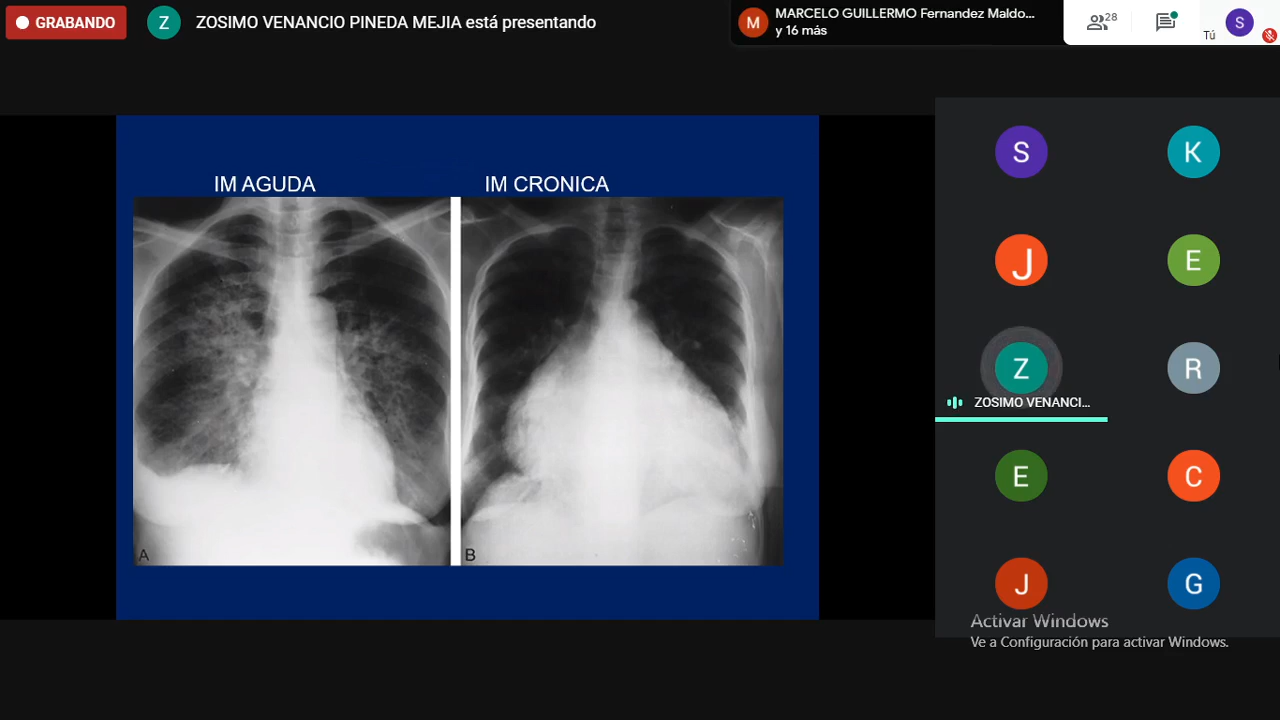 GRABANDO
Z
ZOSIMO VENANCIO PINEDA MEJIA está presentando
M
MARCELO GUILLERMO Fernandez Maldo...
y 16 más
28
Tú
S
IM AGUDA
IM CRONICA
A
B
S
K
J
E
Z
R
ZOSIMO VENANCI...
E
C
J
G
Activar Windows
Ve a Configuración para activar Windows.